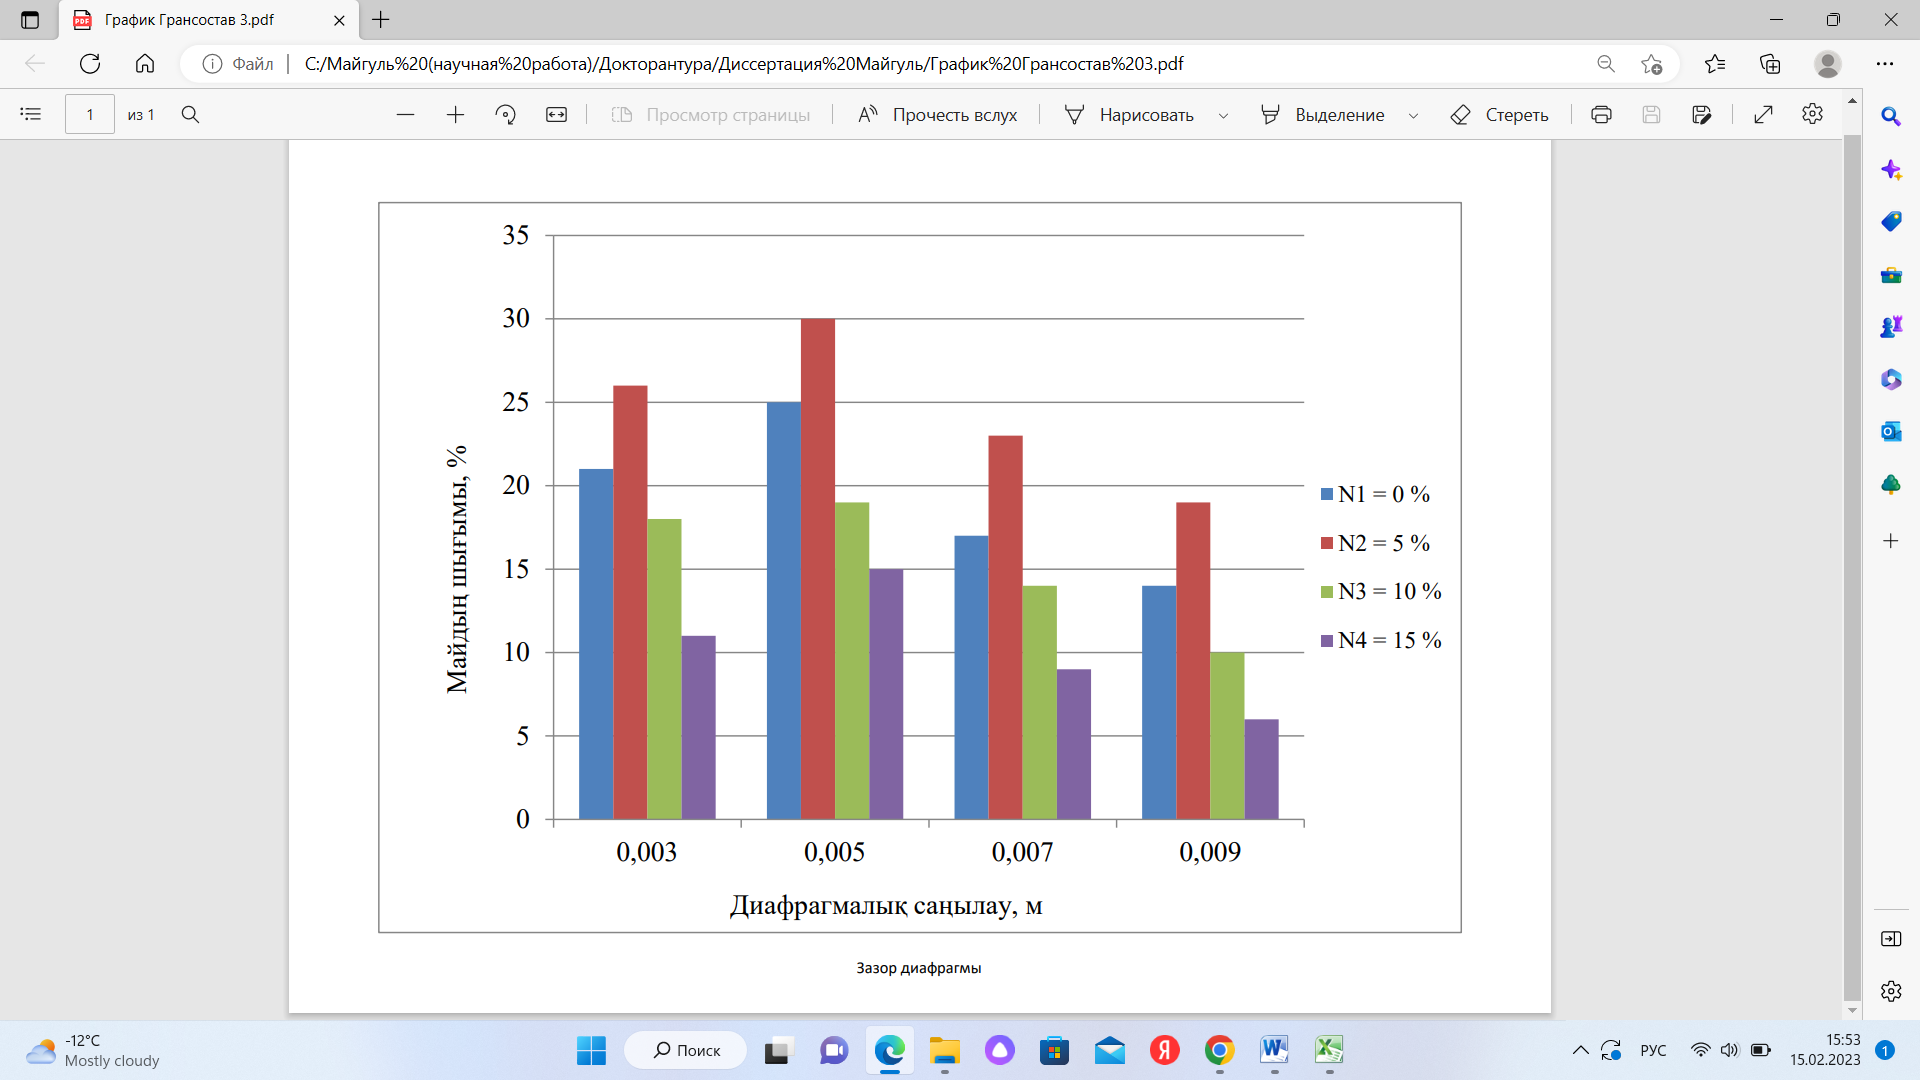 График Грансостав 3.pdf
Файл
C:/Майгуль%20(научная%20работа)/Докторантура/Диссертация%20Майгуль/График%20Грансостав%203.pdf
1
из 1
Просмотр страницы
Прочесть вслух
Нарисовать
Выделение
Стереть
35
30
25
20
15
10
5
0
Майдың шығымы, %
0,003
0,005
0,007
0,009
Диафрагмалық саңылау, м
N1 = 0 %
N2 = 5 %
N3 = 10 %
N4 = 15 %
Зазор диафрагмы
-12°C
Mostly cloudy
Поиск
РУС
15:53
15.02.2023
1